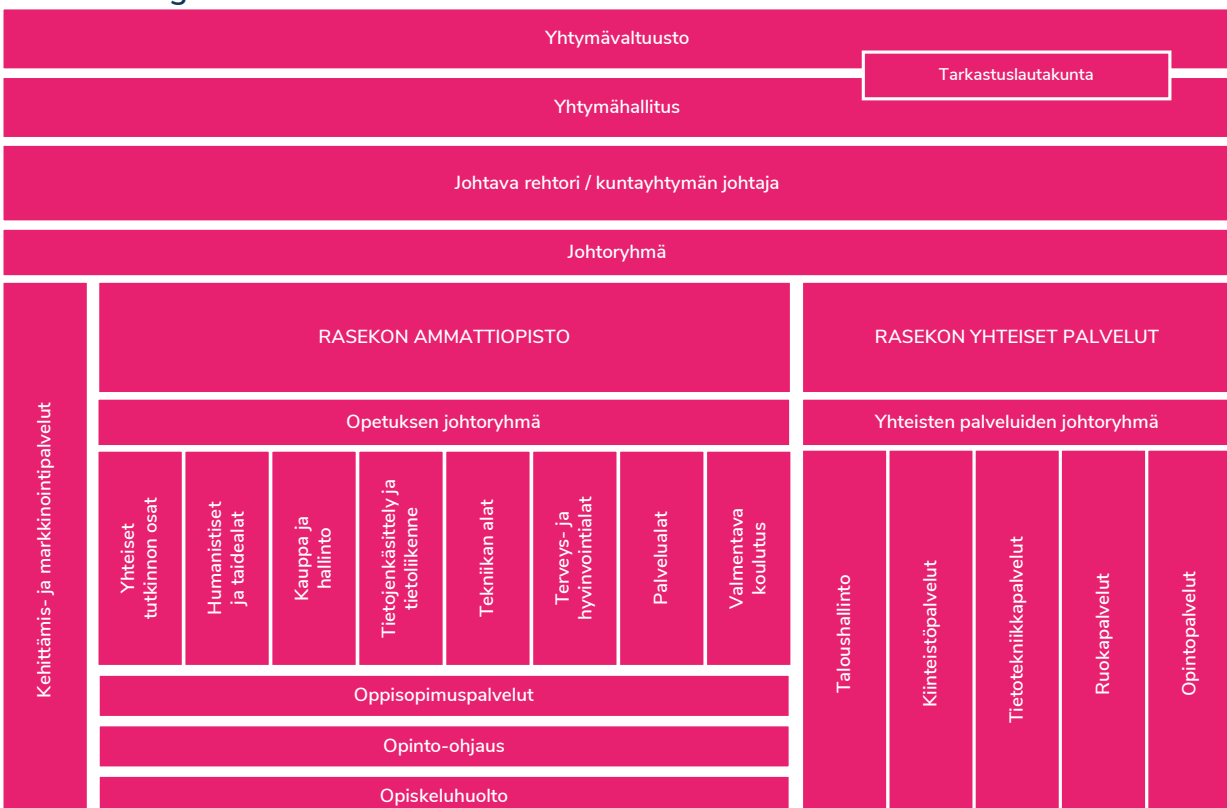 Yhtymävaltuusto
Tarkastuslautakunta
Yhtymähallitus
Johtava rehtori / kuntayhtymän johtaja
Johtoryhmä
Kehittämis- ja markkinointipalvelut
RASEKON AMMATTIOPISTO
Opetuksen johtoryhmä
Yhteiset
tutkinnon osat
Humanistiset
ja taidealat
Kauppa ja
hallinto
Tietojenkäsittely ja
tietoliikenne
Tekniikan alat
Terveys- ja
hyvinvointialat
Palvelualat
Valmentava
koulutus
Oppisopimuspalvelut
Opinto-ohjaus
Opiskeluhuolto
RASEKON YHTEISET PALVELUT
Yhteisten palveluiden johtoryhmä
Taloushallinto
Kiinteistöpalvelut
Tietotekniikkapalvelut
Ruokapalvelut
Opintopalvelut